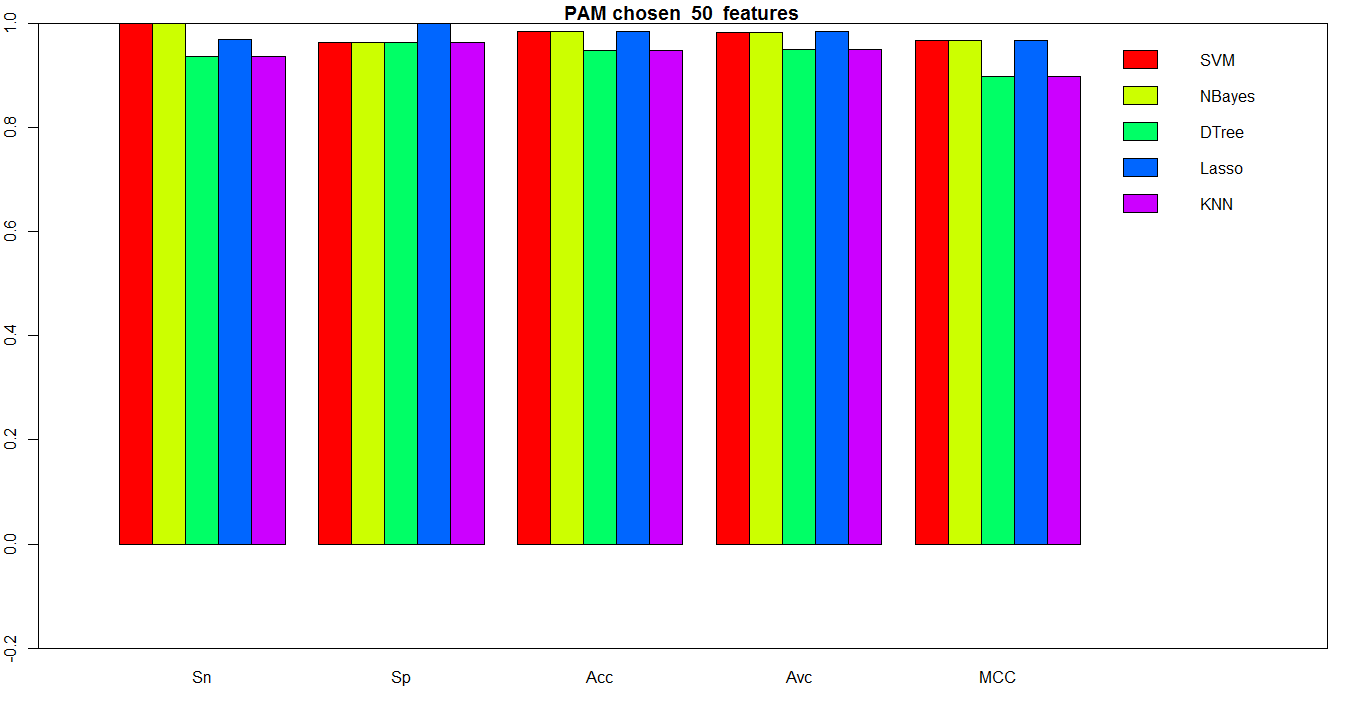 PAM chosen 50 features
1.0
0.8
0.6
0.4
0.2
0.0
-0.2
SVM
NBayes
DTree
Lasso
KNN
Sn Sp Acc Avc MCC